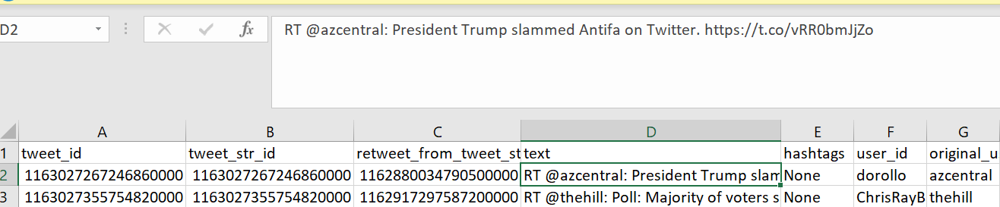 D2 fx RT @azcentral: President Trump slammed Antifa on Twitter. https://t.co/vRR0bmJjZo
A B C D E F G
1 tweet_id tweet_str_id retweet_from_tweet_st text hashtags user_id original_u
2 1163027267246860000 1163027267246860000 1162880034790500000 RT @azcentral: President Trump slam None dorollo azcentral
3 1163027355754820000 1163027355754820000 1162917297587200000 RT @thehill: Poll: Majority of voters s None ChrisRayB thehill